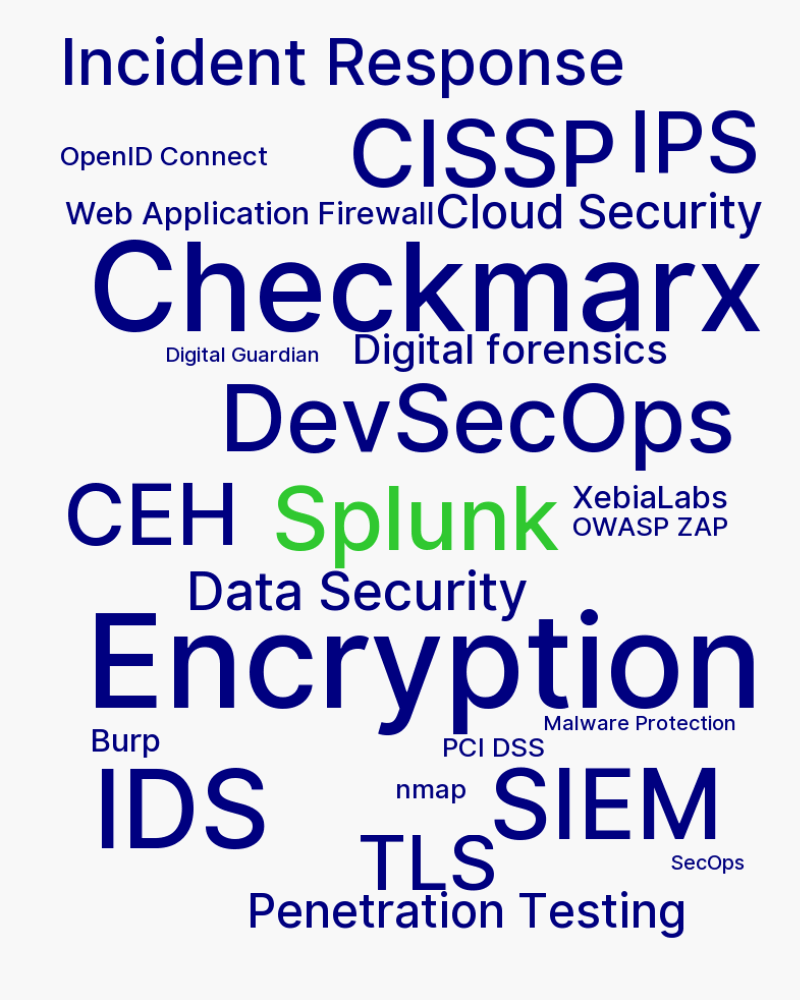 Incident Response
CISSP
IPS
OpenID Connect
Web Application Firewall
Cloud Security
Checkmarx
Digital Guardian
Digital forensics
DevSecOps
CEH
Splunk
XebiaLabs
OWASP ZAP
Data Security
Encryption
Malware Protection
Burp
PCI DSS
IDS
nmap
SIEM
TLS
SecOps
Penetration Testing